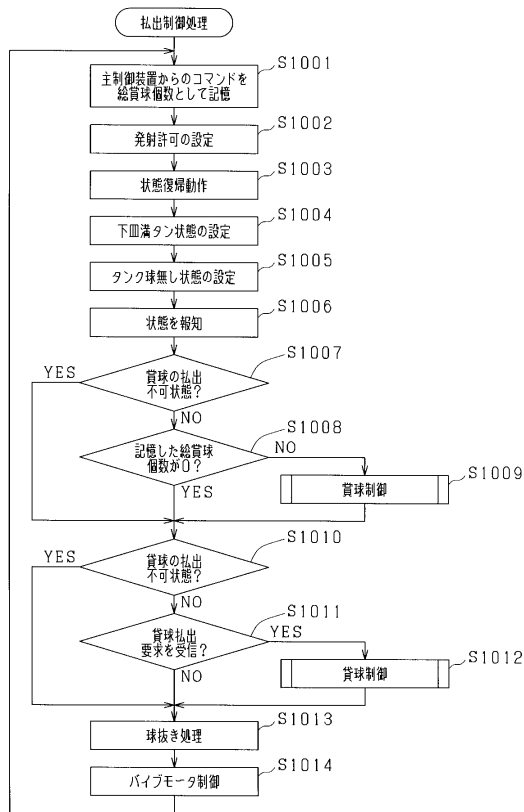 払出制御処理
S1001
主制御装置からのコマンドを
総賞球個数として記憶
S1002
発射許可の設定
S1003
状態復帰動作
S1004
下皿満タン状態の設定
S1005
タンク球無し状態の設定
S1006
状態を報知
S1007
YES
賞球の払出
不可状態?
NO
S1008
記憶した総賞球
個数が0?
NO
YES
S1009
賞球制御
S1010
YES
貸球の払出
不可状態?
NO
S1011
貸球払出
要求を受信?
YES
NO
S1012
貸球制御
S1013
球抜き処理
S1014
バイブモータ制御